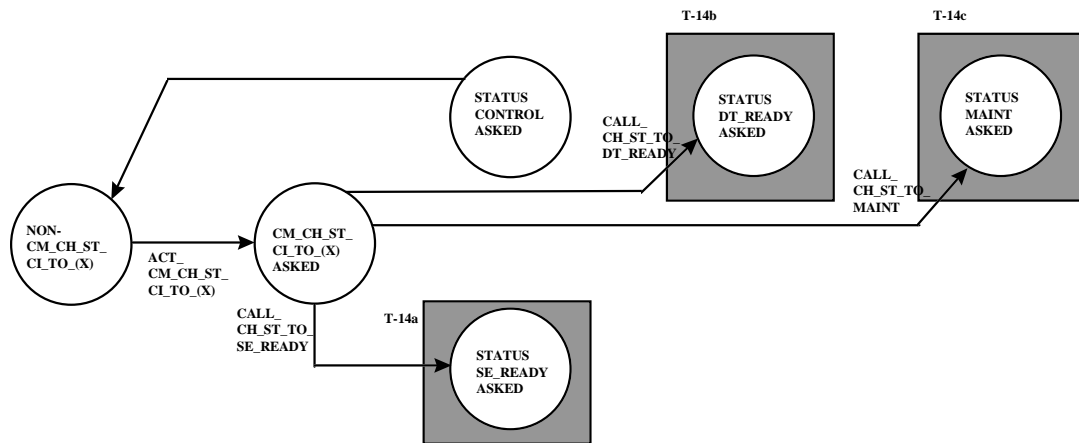 T-14b
T-14c
STATUS
CONTROL
ASKED
CALL_
CH_ST_TO_
DT_READY
STATUS
DT_READY
ASKED
STATUS
MAINT
ASKED
CALL_
CH_ST_TO_
MAINT
NON-
CM_CH_ST_
CI_TO_(X)
ACT_
CM_CH_ST_
CI_TO_(X)
CM_CH_ST_
CI_TO_(X)
ASKED
CALL_
CH_ST_TO_
SE_READY
T-14a
STATUS
SE_READY
ASKED